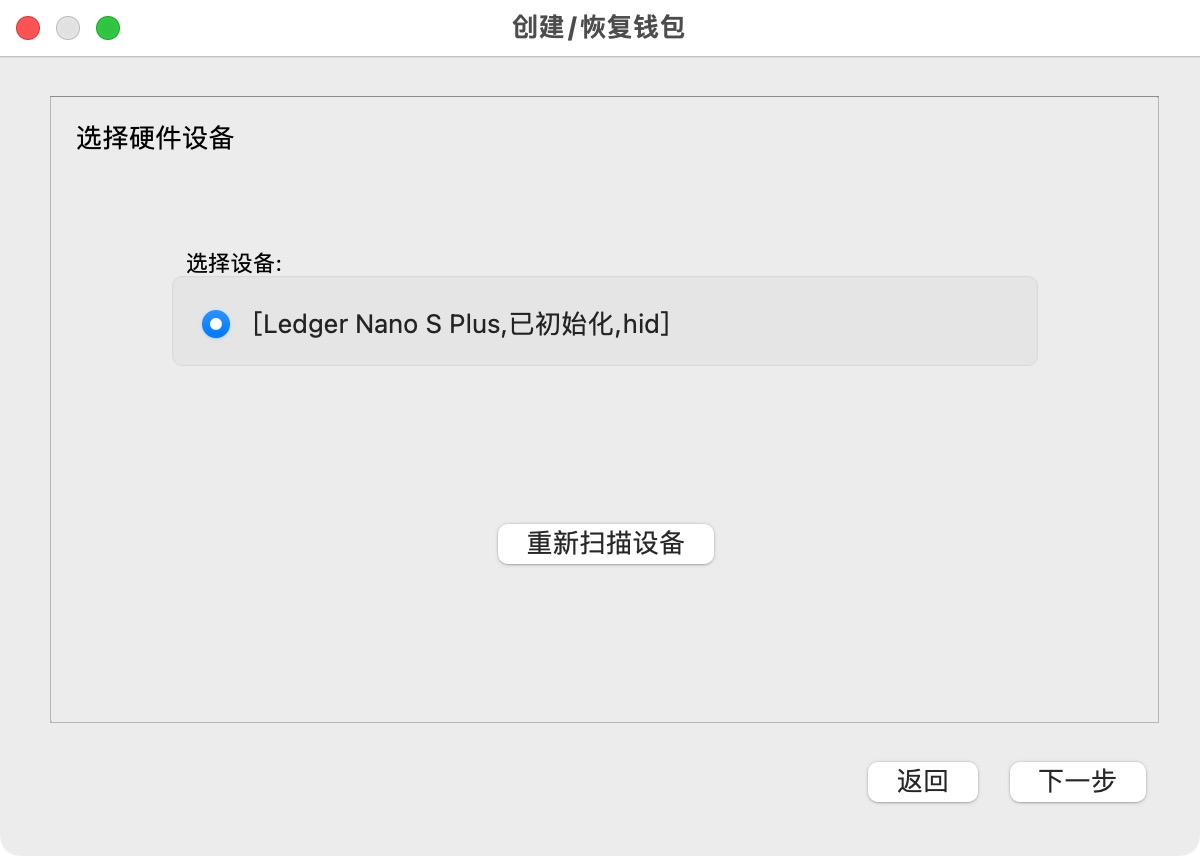 创建/恢复钱包
选择硬件设备
选择设备:
[Ledger Nano S Plus,已初始化,hid]
重新扫描设备
返回
下一步